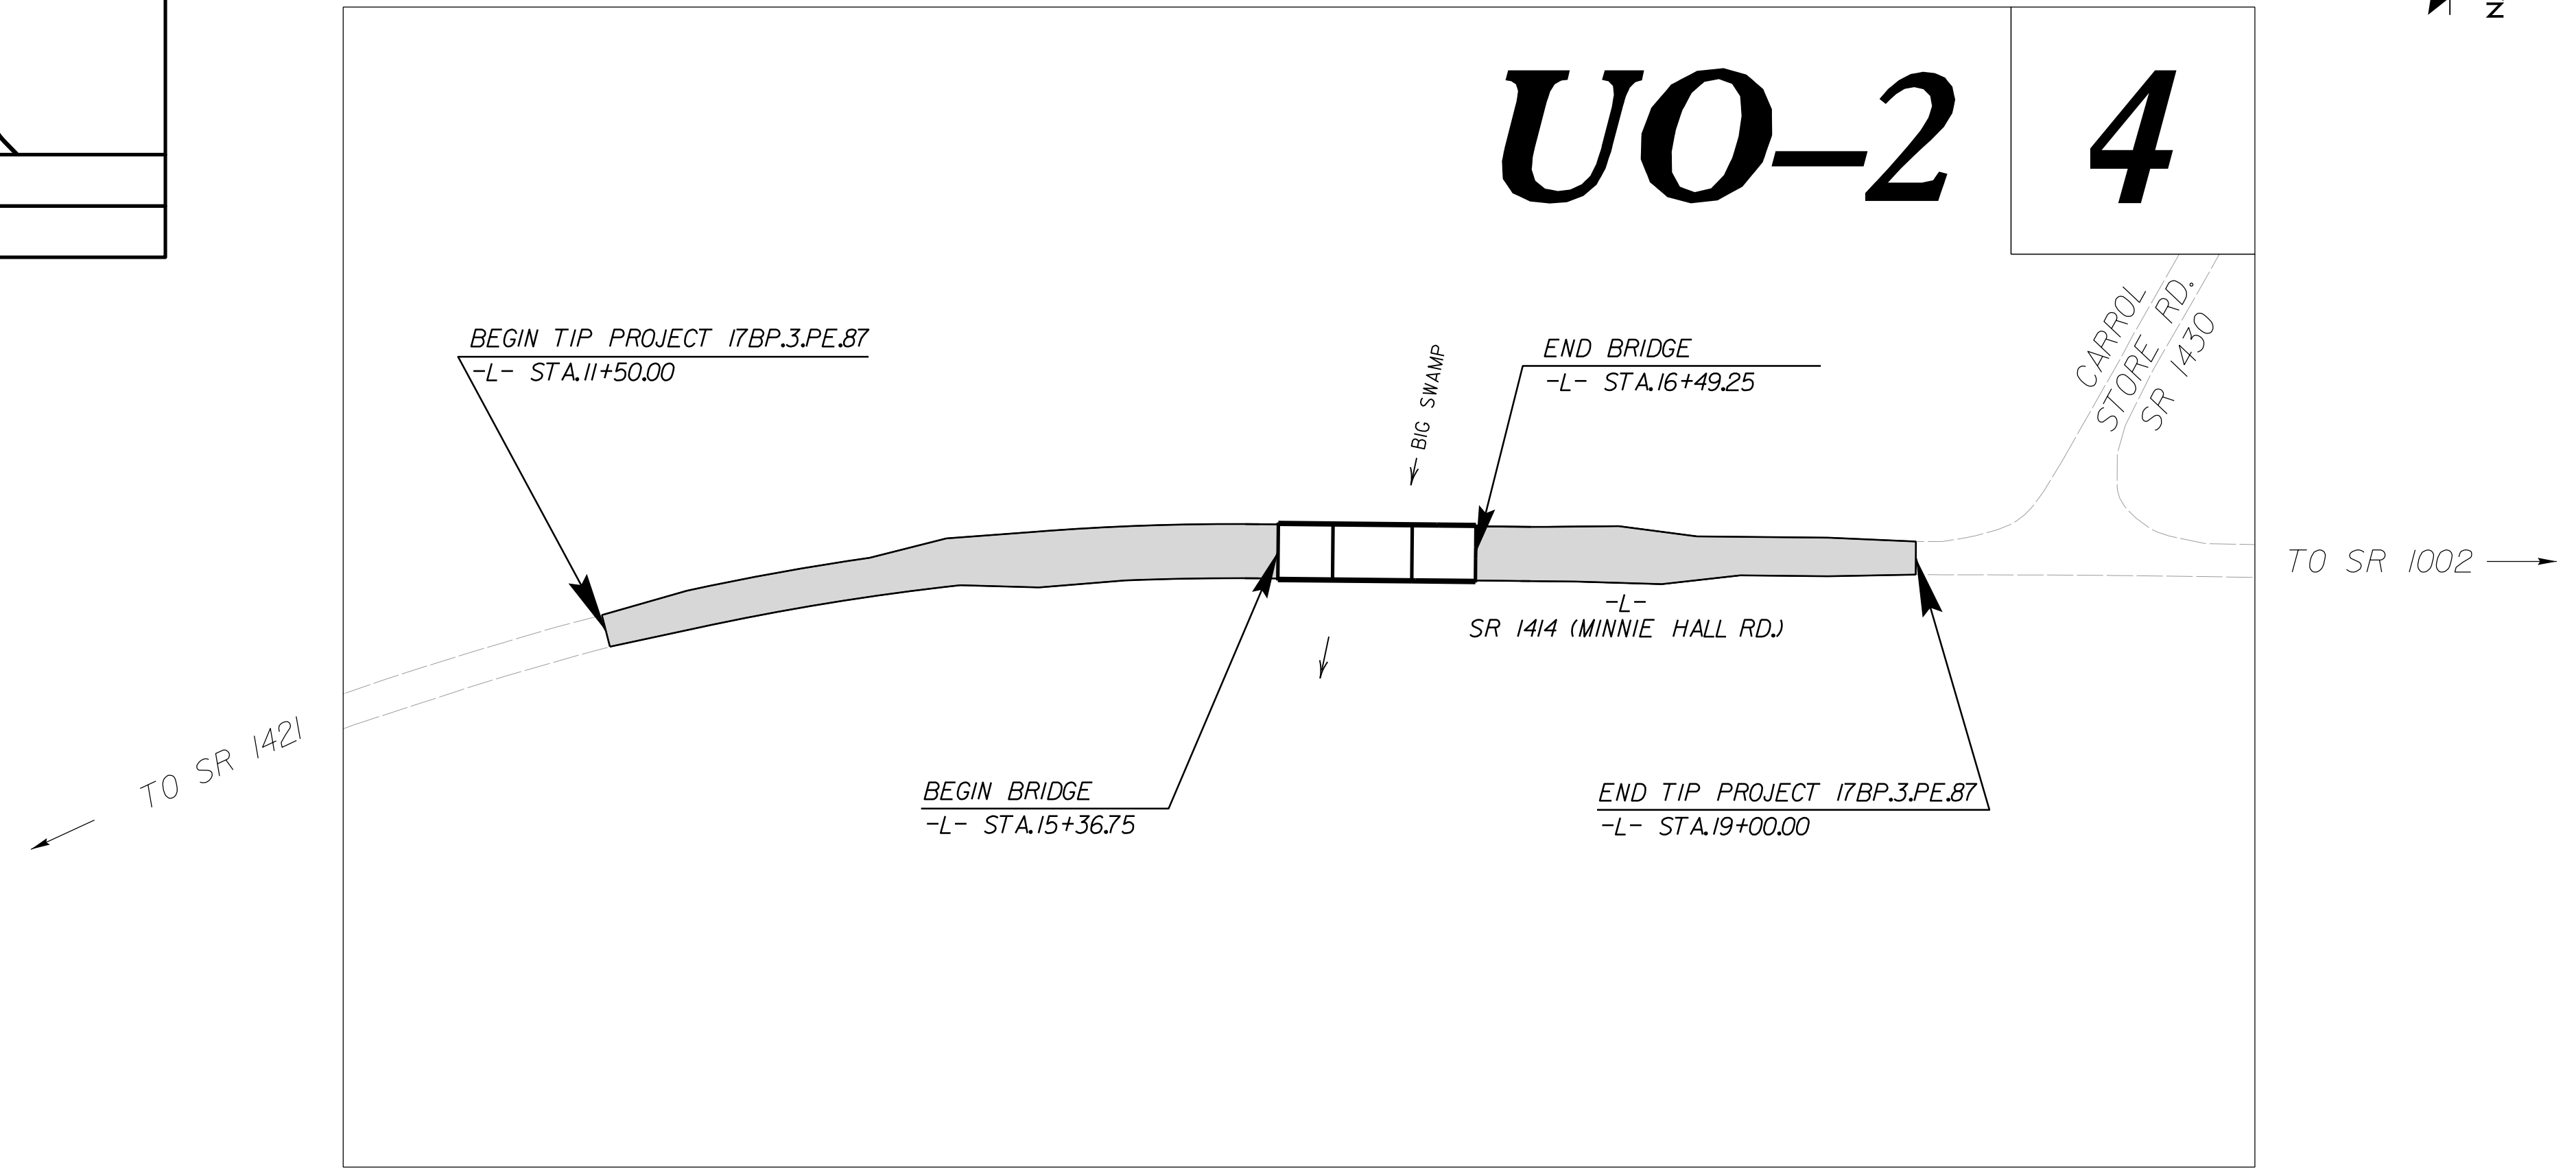 N
UO-2
4
BEGIN TIP PROJECT 17BP.3.PE.87
-L- STA.11+50.00
BIG SWAMP
END BRIDGE
-L- STA.16+49.25
CARROL
STORE RD.
SR 1430
TO SR 1002
-L-
SR 1414 (MINNIE HALL RD.)
TO SR 1421
BEGIN BRIDGE
-L- STA.15+36.75
END TIP PROJECT 17BP.3.PE.87
-L- STA.19+00.00